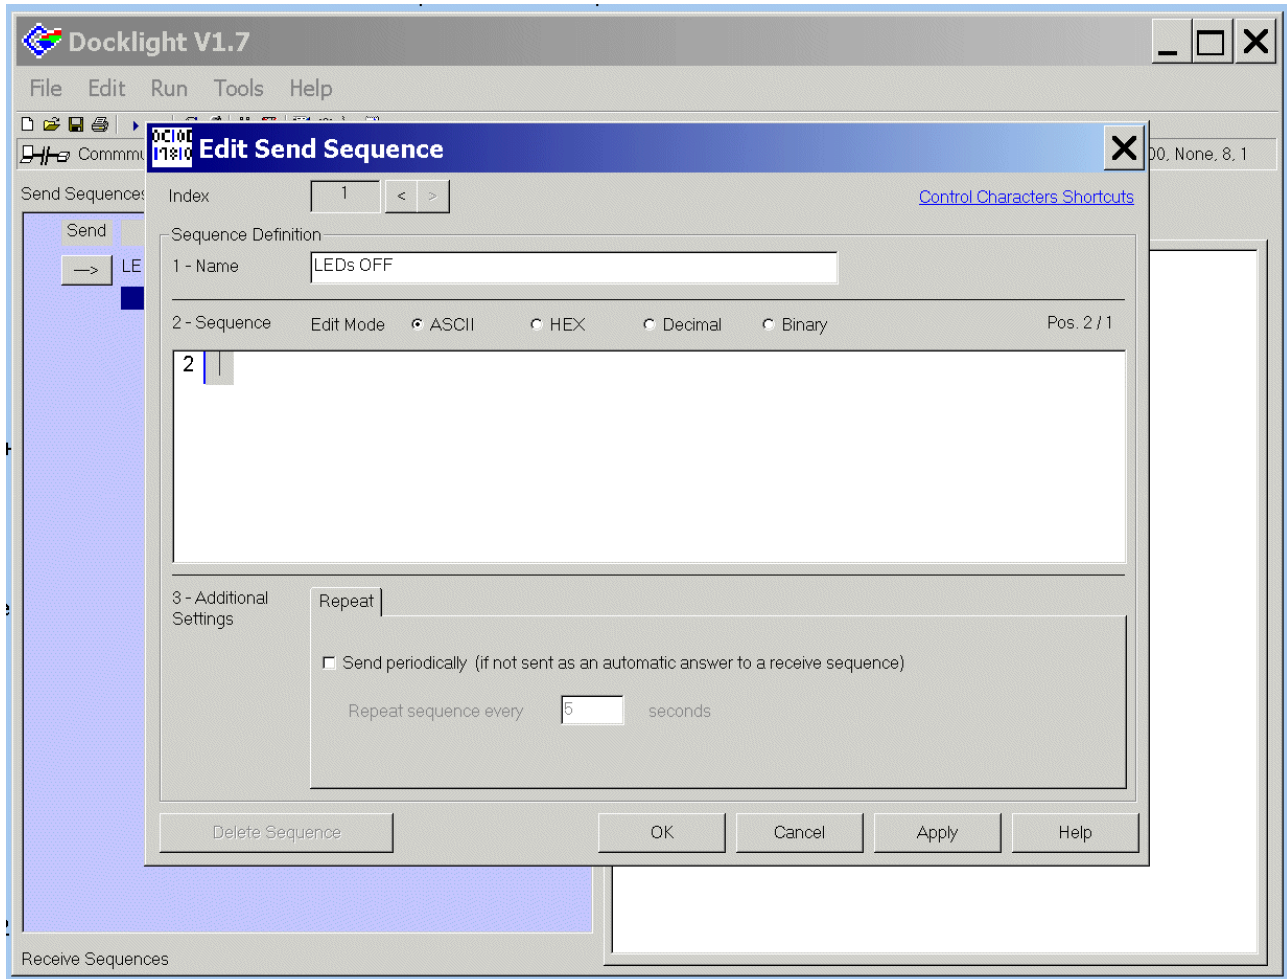 Docklight V1.7
File Edit Run Tools Help
Edit Send Sequence
Commmu
00, None, 8, 1
Send Sequences
Index 1 < > Control Characters Shortcuts
Send
Sequence Definition
LE
1 - Name LEDs OFF
2 - Sequence Edit Mode ASCII HEX Decimal Binary Pos. 2 / 1
2
3 - Additional Settings
Repeat
Send periodically (if not sent as an automatic answer to a receive sequence)
Repeat sequence every 5 seconds
Delete Sequence OK Cancel Apply Help
Receive Sequences